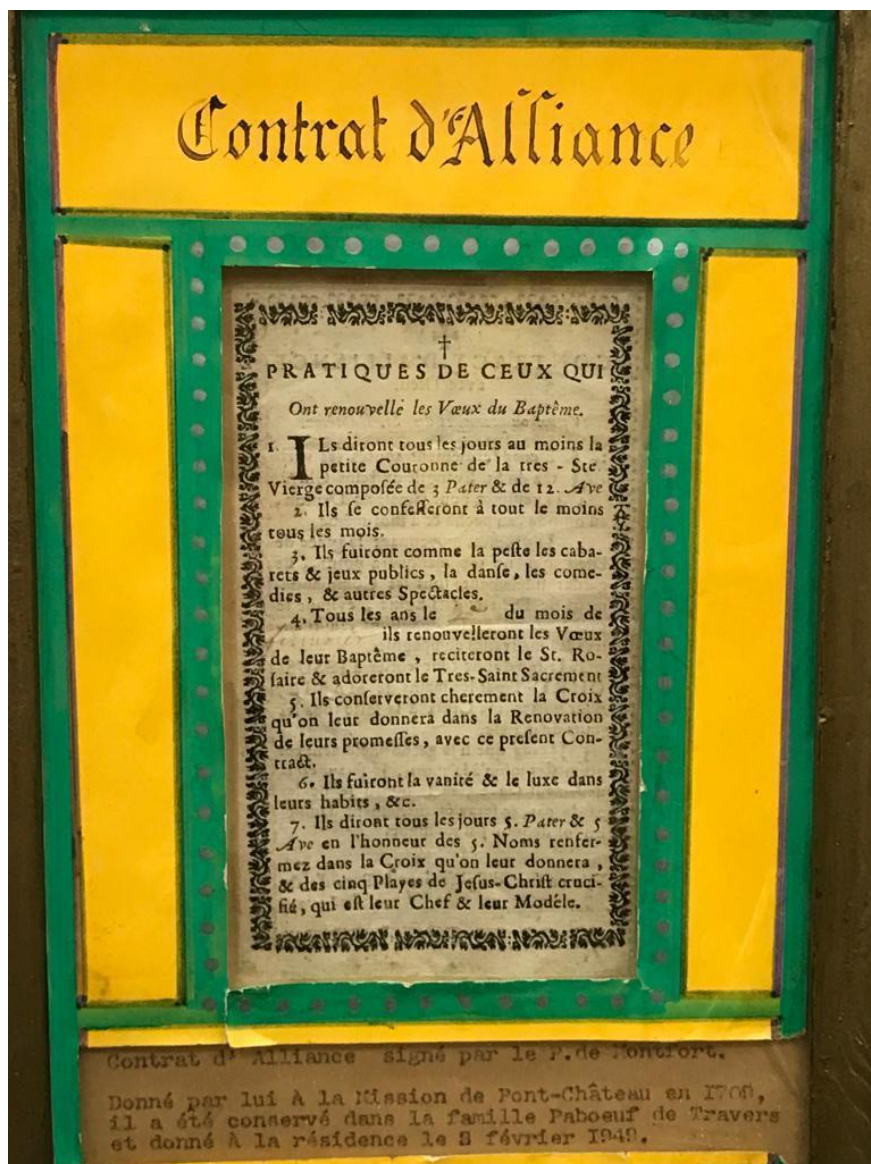 Contrat d'Alſiance
†
PRATIQUES DE CEUX QUI
Ont renouvellé les Vœux du Baptême.
1. ILs diront tous les jours au moins la
petite Couronne de la tres - Ste
Vierge composée de 3 Pater & de 12. Ave
2. Ils ſe confeſſeront à tout le moins
tous les mois.
3. Ils fuiront comme la peſte les caba-
rets & jeux publics, la danſe, les come-
dies, & autres Spectacles.
4. Tous les ans le du mois de
ils renouvelleront les Vœux
de leur Baptême, reciteront le St. Ro-
ſaire & adoreront le Tres-Saint Sacrement
5. Ils conſerveront cherement la Croix
qu'on leur donnera dans la Renovation
de leurs promeſſes, avec ce preſent Con-
tract.
6. Ils fuiront la vanité & le luxe dans
leurs habits, &c.
7. Ils diront tous les jours 5. Pater & 5
Ave en l'honneur des 5. Noms renfer-
mez dans la Croix qu'on leur donnera,
& des cinq Playes de Jeſus-Chriſt cruci-
fié, qui eſt leur Chef & leur Modéle.
Contrat d' Alliance signé par le P. de Montfort.
Donné par lui à la Mission de Pont-Château en
il a été conservé dans la famille Paboeuf de Travers
et donné à la résidence le 8 février 1949.